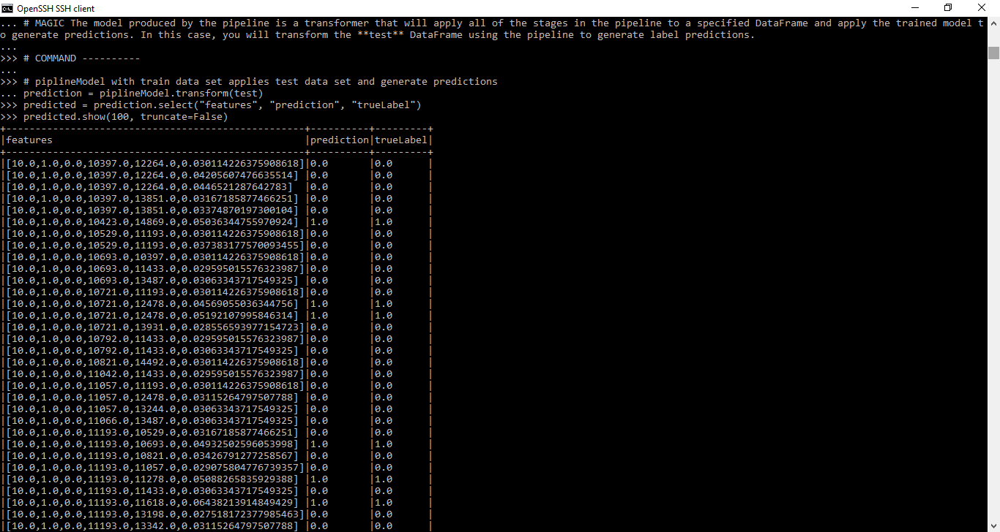 OpenSSH SSH client
... # MAGIC The model produced by the pipeline is a transformer that will apply all of the stages in the pipeline to a specified DataFrame and apply the trained model t
o generate predictions. In this case, you will transform the **test** DataFrame using the pipeline to generate label predictions.
...
>>> # COMMAND ----------
...
>>> # piplineModel with train data set applies test data set and generate predictions
... prediction = piplineModel.transform(test)
>>> predicted = prediction.select("features", "prediction", "trueLabel")
>>> predicted.show(100, truncate=False)
+---------------------------------------------------+----------+---------+
|features                                           |prediction|trueLabel|
+---------------------------------------------------+----------+---------+
|[10.0,1.0,0.0,10397.0,12264.0,0.030114226375908618]|0.0       |0.0      |
|[10.0,1.0,0.0,10397.0,12264.0,0.04205607476635514] |0.0       |0.0      |
|[10.0,1.0,0.0,10397.0,12264.0,0.0446521287642783]  |0.0       |0.0      |
|[10.0,1.0,0.0,10397.0,13851.0,0.03167185877466251] |0.0       |0.0      |
|[10.0,1.0,0.0,10397.0,13851.0,0.03374870197300104] |0.0       |0.0      |
|[10.0,1.0,0.0,10423.0,14869.0,0.05036344755970924] |1.0       |1.0      |
|[10.0,1.0,0.0,10529.0,11193.0,0.030114226375908618]|0.0       |0.0      |
|[10.0,1.0,0.0,10529.0,11193.0,0.037383177570093455]|0.0       |0.0      |
|[10.0,1.0,0.0,10693.0,10397.0,0.030114226375908618]|0.0       |0.0      |
|[10.0,1.0,0.0,10693.0,11433.0,0.029595015576323987]|0.0       |0.0      |
|[10.0,1.0,0.0,10693.0,13487.0,0.03063343717549325] |0.0       |0.0      |
|[10.0,1.0,0.0,10721.0,11193.0,0.030114226375908618]|0.0       |0.0      |
|[10.0,1.0,0.0,10721.0,12478.0,0.04569055036344756] |1.0       |1.0      |
|[10.0,1.0,0.0,10721.0,12478.0,0.05192107995846314] |1.0       |1.0      |
|[10.0,1.0,0.0,10721.0,13931.0,0.028556593977154723]|0.0       |0.0      |
|[10.0,1.0,0.0,10792.0,11433.0,0.029595015576323987]|0.0       |0.0      |
|[10.0,1.0,0.0,10792.0,11433.0,0.03063343717549325] |0.0       |0.0      |
|[10.0,1.0,0.0,10821.0,14492.0,0.030114226375908618]|0.0       |0.0      |
|[10.0,1.0,0.0,11042.0,11433.0,0.029595015576323987]|0.0       |0.0      |
|[10.0,1.0,0.0,11057.0,11193.0,0.030114226375908618]|0.0       |0.0      |
|[10.0,1.0,0.0,11057.0,12478.0,0.03115264797507788] |0.0       |0.0      |
|[10.0,1.0,0.0,11057.0,13244.0,0.03063343717549325] |0.0       |0.0      |
|[10.0,1.0,0.0,11066.0,13487.0,0.03063343717549325] |0.0       |0.0      |
|[10.0,1.0,0.0,11193.0,10529.0,0.03167185877466251] |0.0       |0.0      |
|[10.0,1.0,0.0,11193.0,10693.0,0.04932502596053998] |1.0       |1.0      |
|[10.0,1.0,0.0,11193.0,10821.0,0.03426791277258567] |0.0       |0.0      |
|[10.0,1.0,0.0,11193.0,11057.0,0.029075804776739357]|0.0       |0.0      |
|[10.0,1.0,0.0,11193.0,11278.0,0.05088265835929388] |1.0       |1.0      |
|[10.0,1.0,0.0,11193.0,11433.0,0.03063343717549325] |0.0       |0.0      |
|[10.0,1.0,0.0,11193.0,11618.0,0.06438213914849429] |1.0       |1.0      |
|[10.0,1.0,0.0,11193.0,13198.0,0.027518172377985463]|0.0       |0.0      |
|[10.0,1.0,0.0,11193.0,13342.0,0.03115264797507788] |0.0       |0.0      |